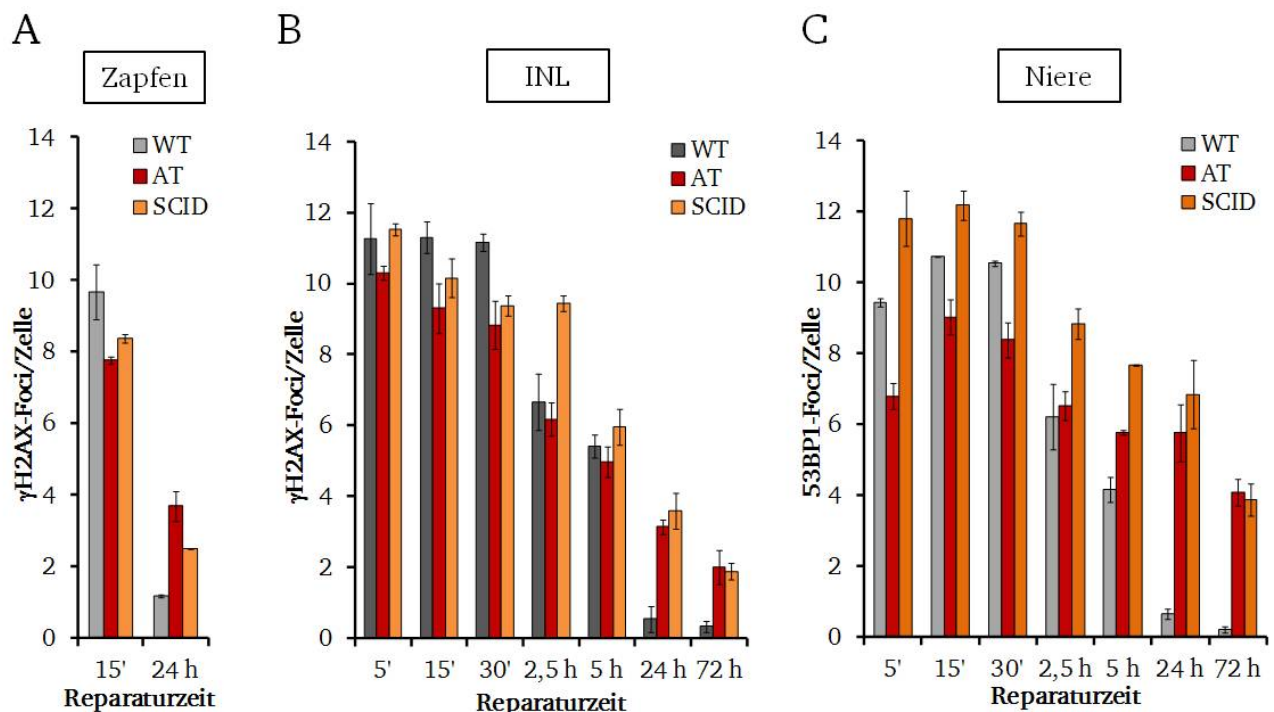 A
Zapfen
14
12
10
8
6
4
2
0
γH2AX-Foci/Zelle
WT
AT
SCID
15' 24 h
Reparaturzeit
B
INL
14
12
10
8
6
4
2
0
γH2AX-Foci/Zelle
WT
AT
SCID
5' 15' 30' 2,5 h 5 h 24 h 72 h
Reparaturzeit
C
Niere
14
12
10
8
6
4
2
0
53BP1-Foci/Zelle
WT
AT
SCID
5' 15' 30' 2,5 h 5 h 24 h 72 h
Reparaturzeit